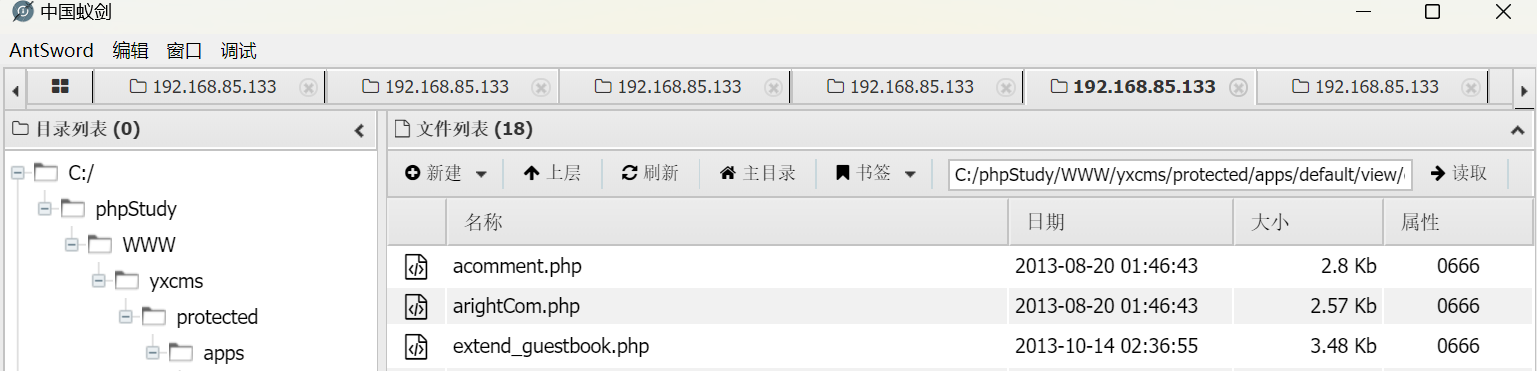 中国蚁剑
AntSword 编辑 窗口 调试
192.168.85.133 192.168.85.133 192.168.85.133 192.168.85.133 192.168.85.133 192.168.85.133
目录列表 (0)
文件列表 (18)
新建 上层 刷新 主目录 书签 C:/phpStudy/WWW/yxcms/protected/apps/default/view/ 读取
C:/
phpStudy
WWW
yxcms
protected
apps
名称 日期 大小 属性
acomment.php 2013-08-20 01:46:43 2.8 Kb 0666
arightCom.php 2013-08-20 01:46:43 2.57 Kb 0666
extend_guestbook.php 2013-10-14 02:36:55 3.48 Kb 0666